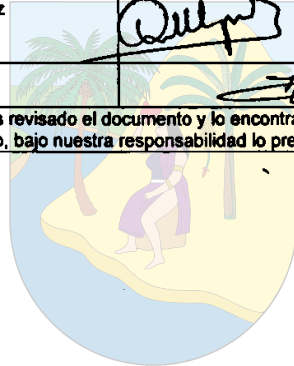 z
s revisado el documento y lo encontra
o, bajo nuestra responsabilidad lo pre